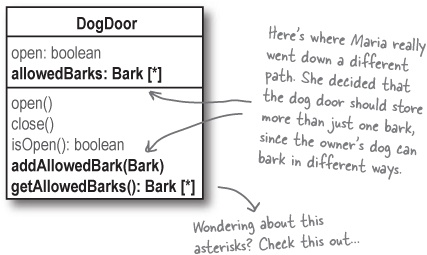 DogDoor
open: boolean
allowedBarks: Bark [*]
open()
close()
isOpen(): boolean
addAllowedBark(Bark)
getAllowedBarks(): Bark [*]
Here's where Maria really
went down a different
path. She decided that
the dog door should store
more than just one bark,
since the owner's dog can
bark in different ways.
Wondering about this
asterisks? Check this out...